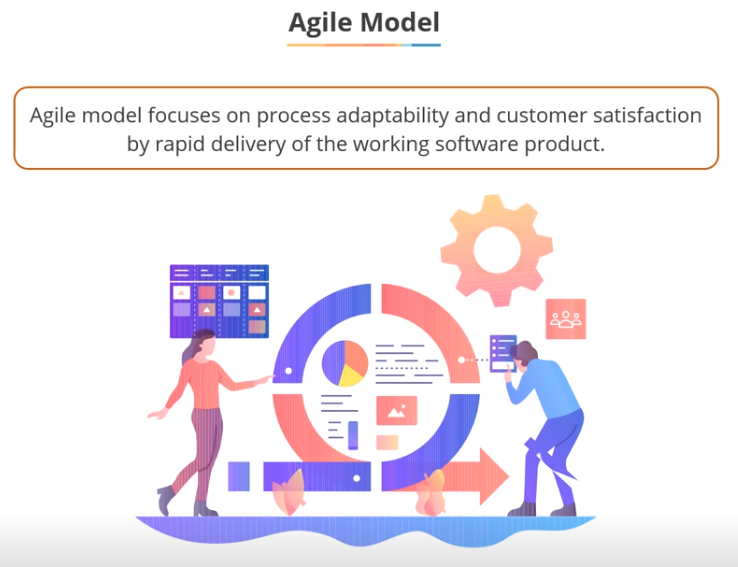 Agile Model
Agile model focuses on process adaptability and customer satisfaction
by rapid delivery of the working software product.